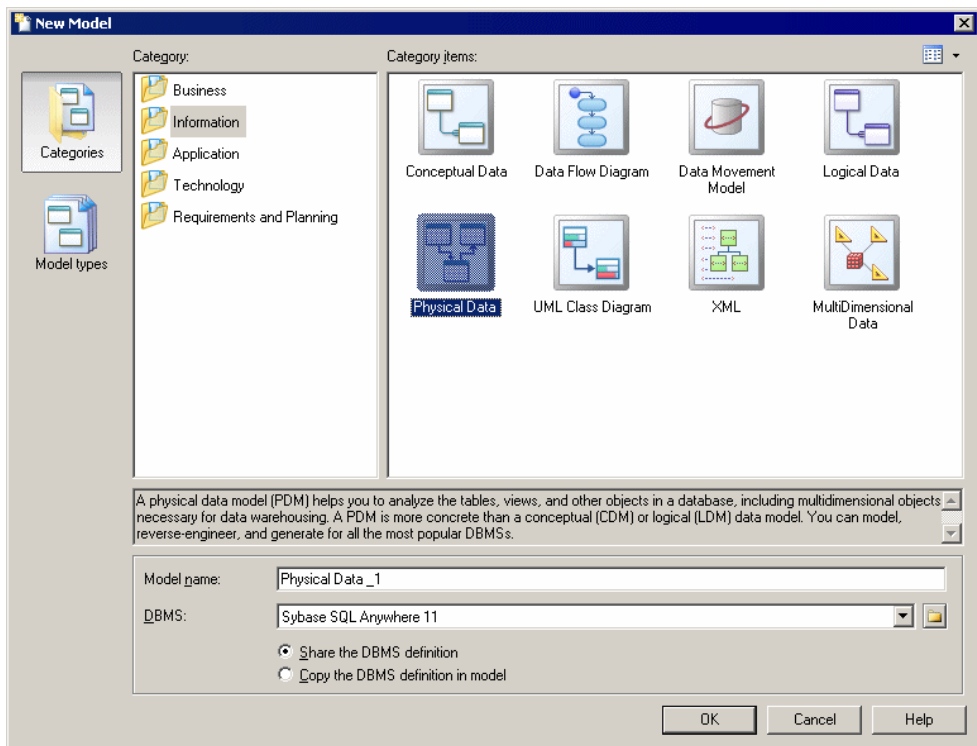 New Model
Category:
Category items:
Categories
Model types
Business
Information
Application
Technology
Requirements and Planning
Conceptual Data
Data Flow Diagram
Data Movement
Model
Logical Data
Physical Data
UML Class Diagram
XML
MultiDimensional
Data
A physical data model (PDM) helps you to analyze the tables, views, and other objects in a database, including multidimensional objects
necessary for data warehousing. A PDM is more concrete than a conceptual (CDM) or logical (LDM) data model. You can model,
reverse-engineer, and generate for all the most popular DBMSs.
Model name:
Physical Data _1
DBMS:
Sybase SQL Anywhere 11
Share the DBMS definition
Copy the DBMS definition in model
OK
Cancel
Help